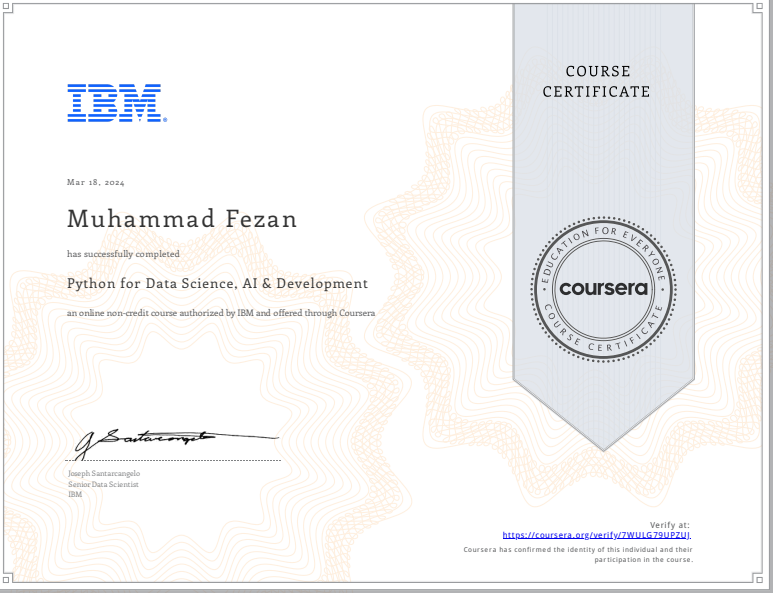 COURSE
CERTIFICATE
IBM®
Mar 18, 2024
Muhammad Fezan
has successfully completed
Python for Data Science, AI & Development
an online non-credit course authorized by IBM and offered through Coursera
EDUCATION FOR EVERYONE
coursera
COURSE CERTIFICATE
Joseph Santarcangelo
Senior Data Scientist
IBM
Verify at:
https://coursera.org/verify/7WULG79UPZUJ
Coursera has confirmed the identity of this individual and their
participation in the course.